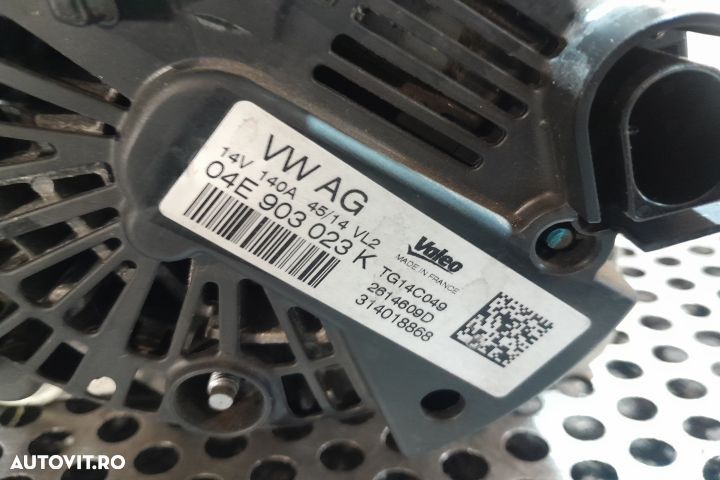 VW AG
14V 140A 45/14 VL2
04E 903 023 K
Valeo
MADE IN FRANCE
TG14C049
2614609D
314018868
AUTOVIT.RO